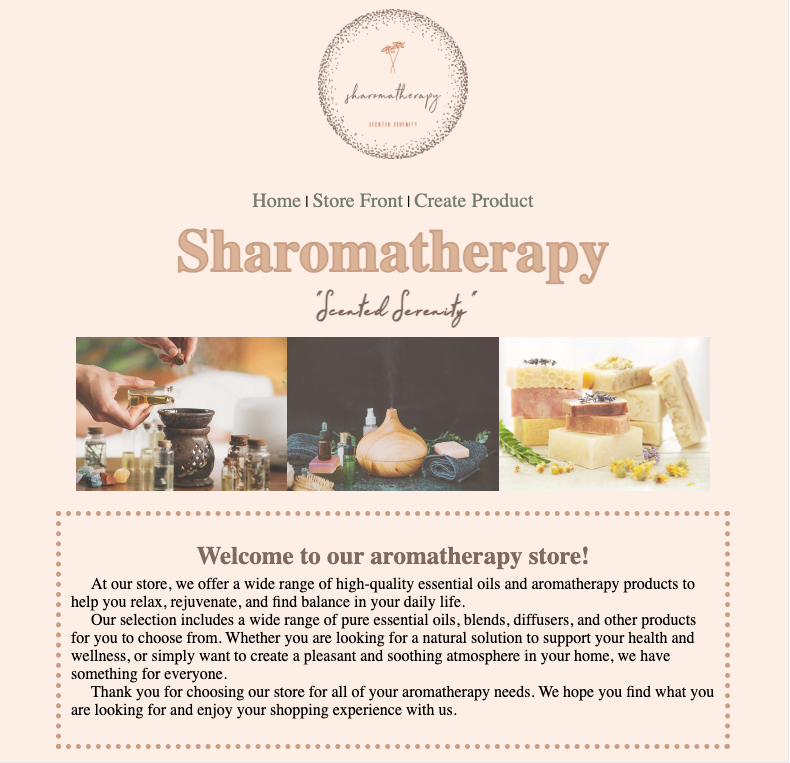 sharomatherapy
SCENTED SERENITY
Home | Store Front | Create Product
Sharomatherapy
"Scented Serenity"
Welcome to our aromatherapy store!
At our store, we offer a wide range of high-quality essential oils and aromatherapy products to
help you relax, rejuvenate, and find balance in your daily life.
Our selection includes a wide range of pure essential oils, blends, diffusers, and other products
for you to choose from. Whether you are looking for a natural solution to support your health and
wellness, or simply want to create a pleasant and soothing atmosphere in your home, we have
something for everyone.
Thank you for choosing our store for all of your aromatherapy needs. We hope you find what you
are looking for and enjoy your shopping experience with us.